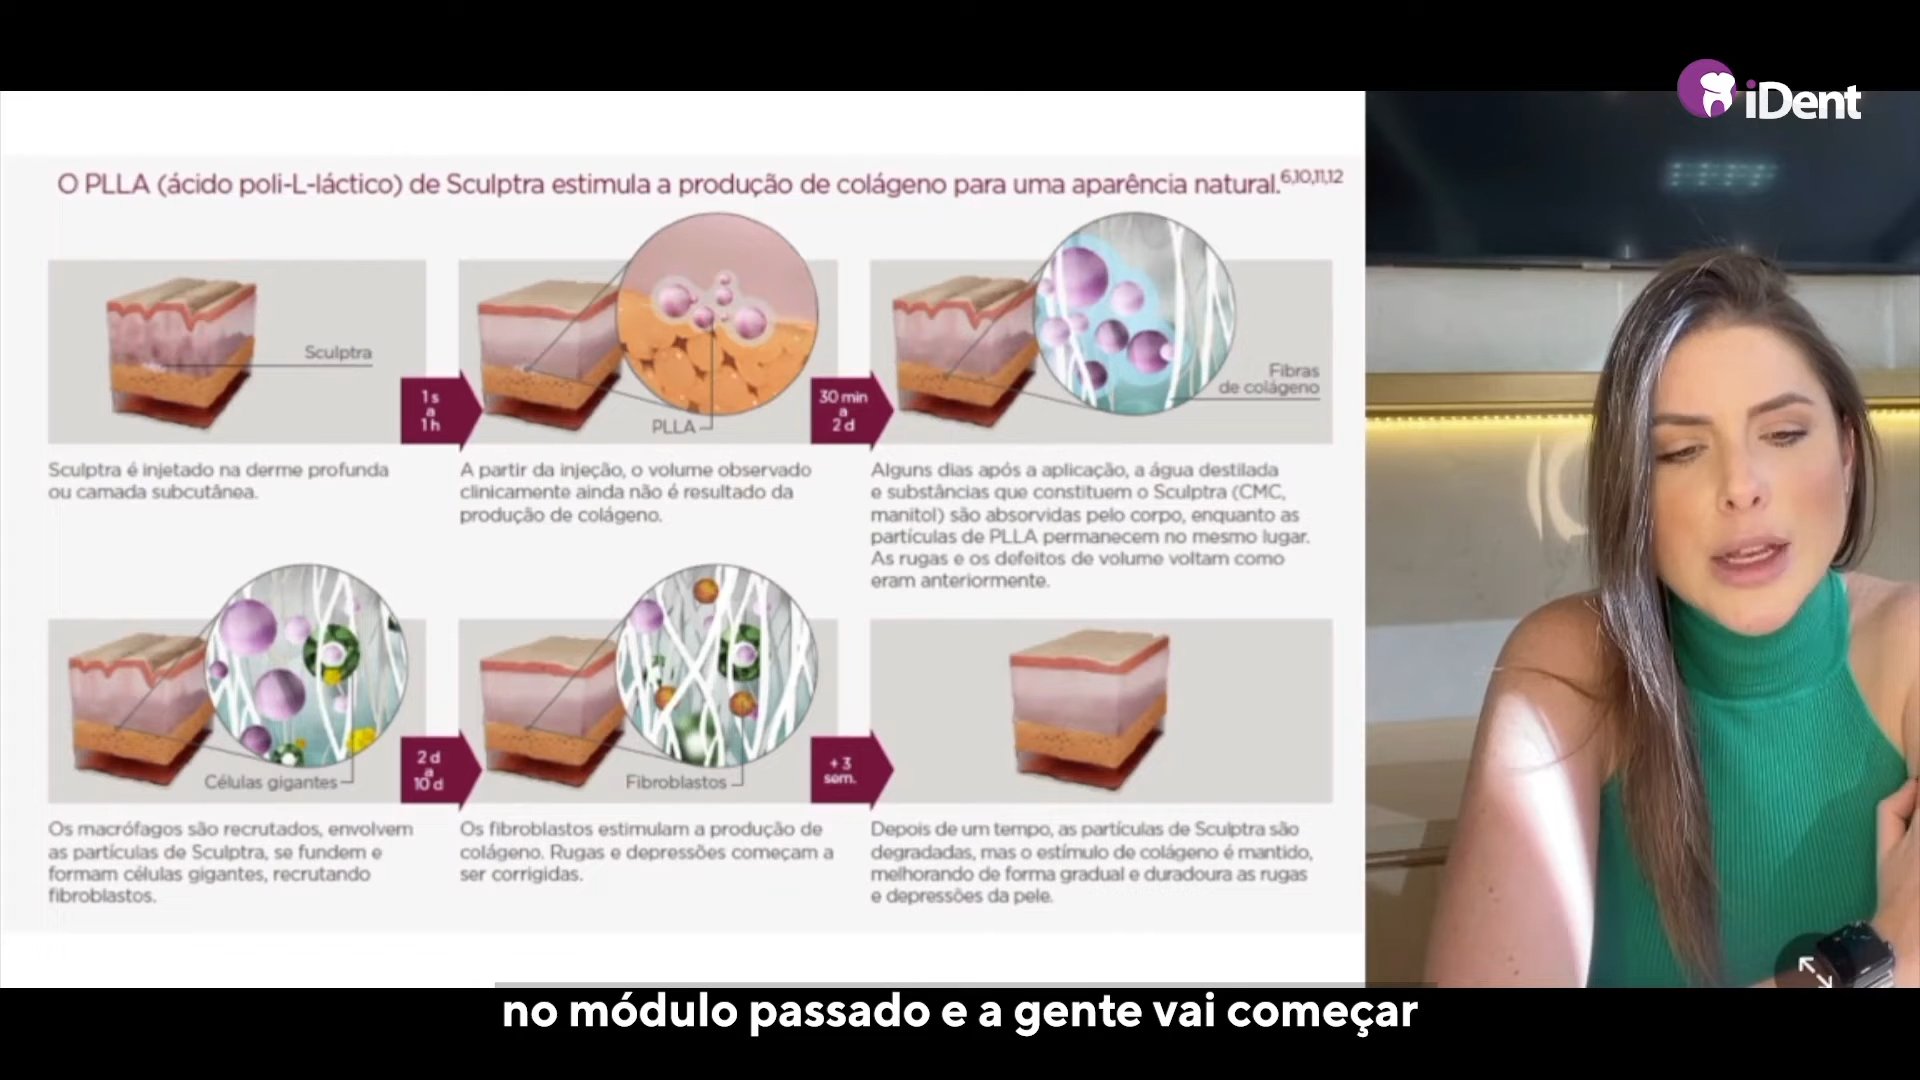 iDent
O PLLA (ácido poli-L-láctico) de Sculptra estimula a produção de colágeno para uma aparência natural.6,10,11,12
Sculptra
1 s
a
1 h
PLLA
30 min
a
2 d
Fibras
de colágeno
Sculptra é injetado na derme profunda
ou camada subcutânea.
A partir da injeção, o volume observado
clinicamente ainda não é resultado da
produção de colágeno.
Alguns dias após a aplicação, a água destilada
e substâncias que constituem o Sculptra (CMC,
manitol) são absorvidas pelo corpo, enquanto as
partículas de PLLA permanecem no mesmo lugar.
As rugas e os defeitos de volume voltam como
eram anteriormente.
Células gigantes
2 d
a
10 d
Fibroblastos
+ 3
sem.
Os macrófagos são recrutados, envolvem
as partículas de Sculptra, se fundem e
formam células gigantes, recrutando
fibroblastos.
Os fibroblastos estimulam a produção de
colágeno. Rugas e depressões começam a
ser corrigidas.
Depois de um tempo, as partículas de Sculptra são
degradadas, mas o estímulo de colágeno é mantido,
melhorando de forma gradual e duradoura as rugas
e depressões da pele.
no módulo passado e a gente vai começar